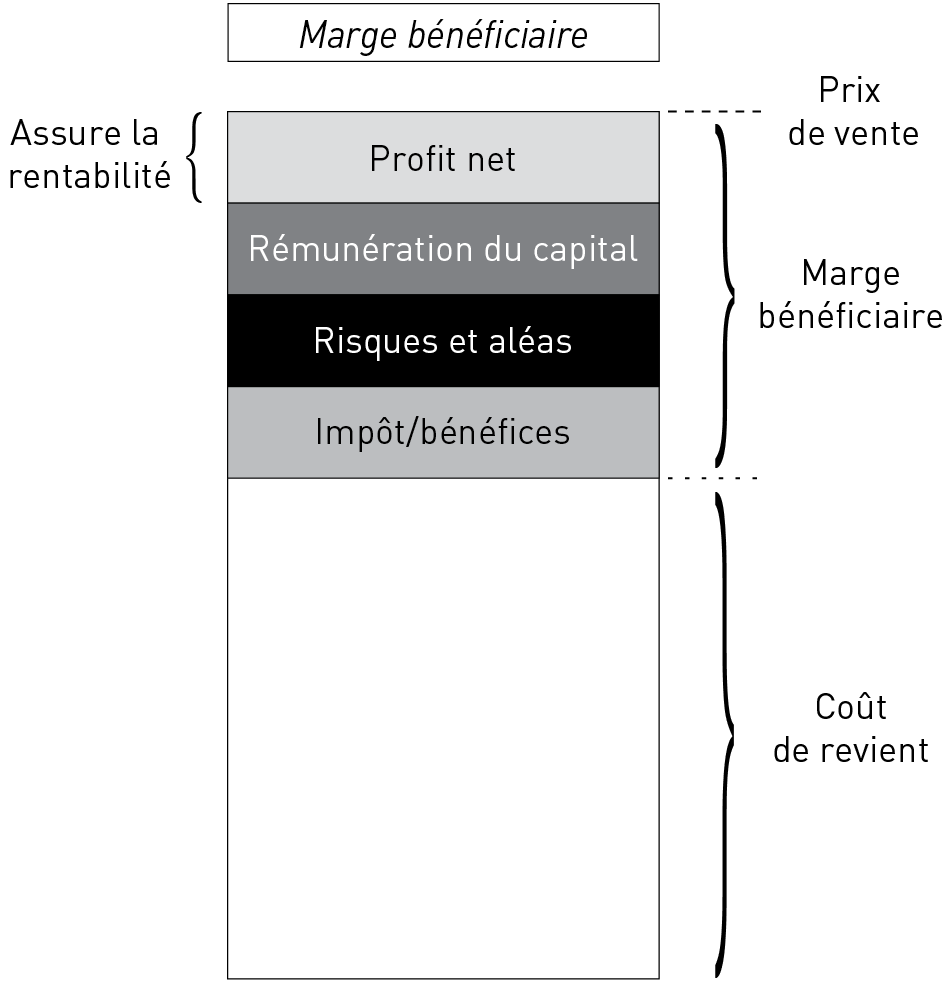 Marge bénéficiaire
Prix
de vente
Assure la
rentabilité
Profit net
Rémunération du capital
Marge
bénéficiaire
Risques et aléas
Impôt/bénéfices
Coût
de revient